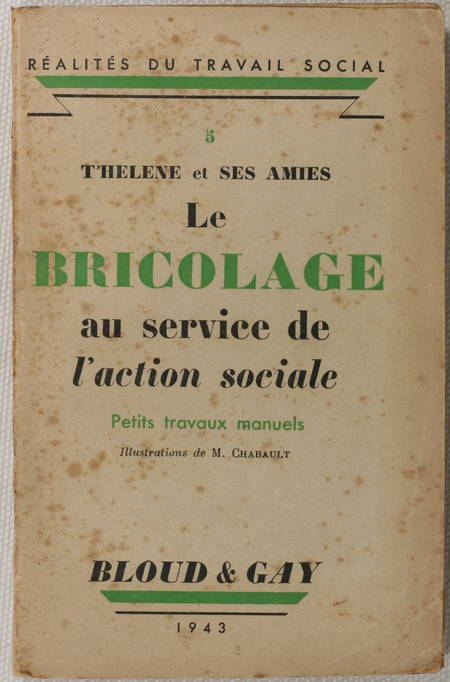 RÉALITÉS DU TRAVAIL SOCIAL
5
T'HELENE et SES AMIES
Le
BRICOLAGE
au service de
l'action sociale
Petits travaux manuels
Illustrations de M. CHABAULT
BLOUD & GAY
1943